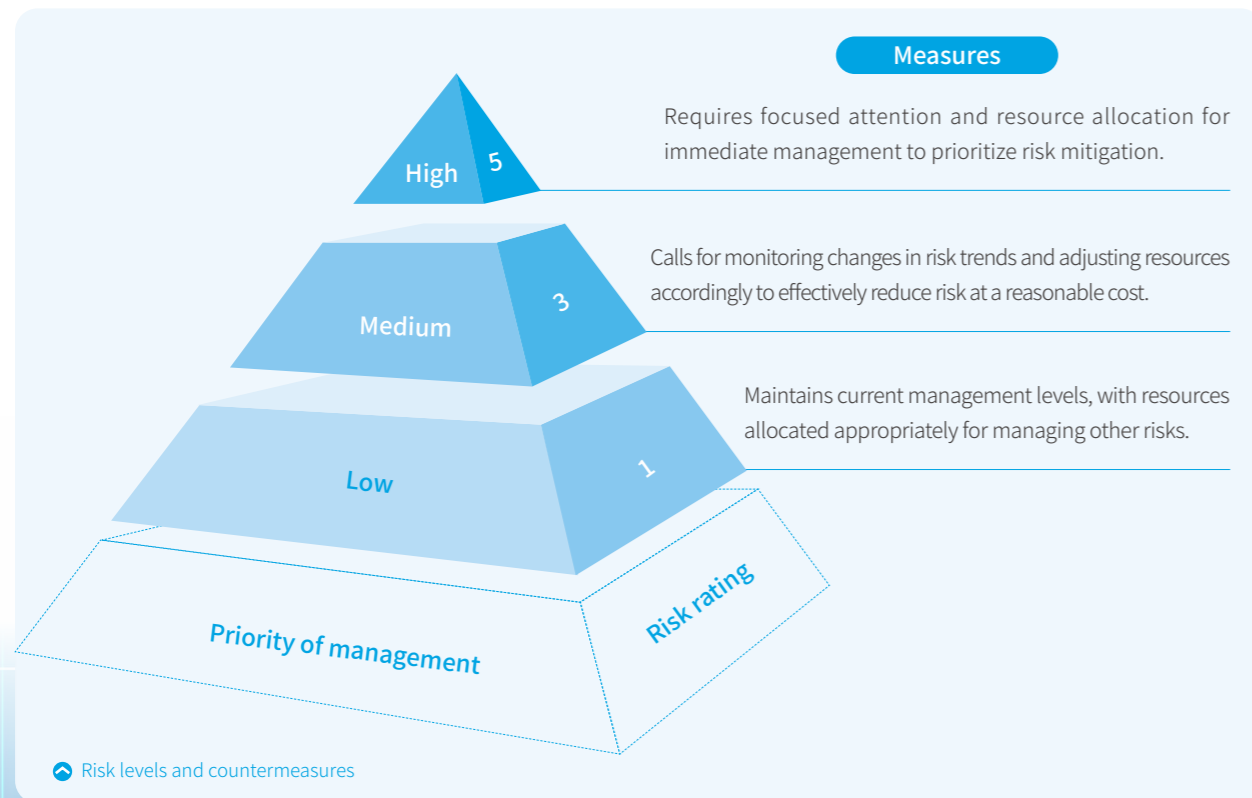 Measures
Requires focused attention and resource allocation for
immediate management to prioritize risk mitigation.
High
5
Calls for monitoring changes in risk trends and adjusting resources
accordingly to effectively reduce risk at a reasonable cost.
Medium
3
Maintains current management levels, with resources
allocated appropriately for managing other risks.
Low
1
Priority of management
Risk rating
Risk levels and countermeasures